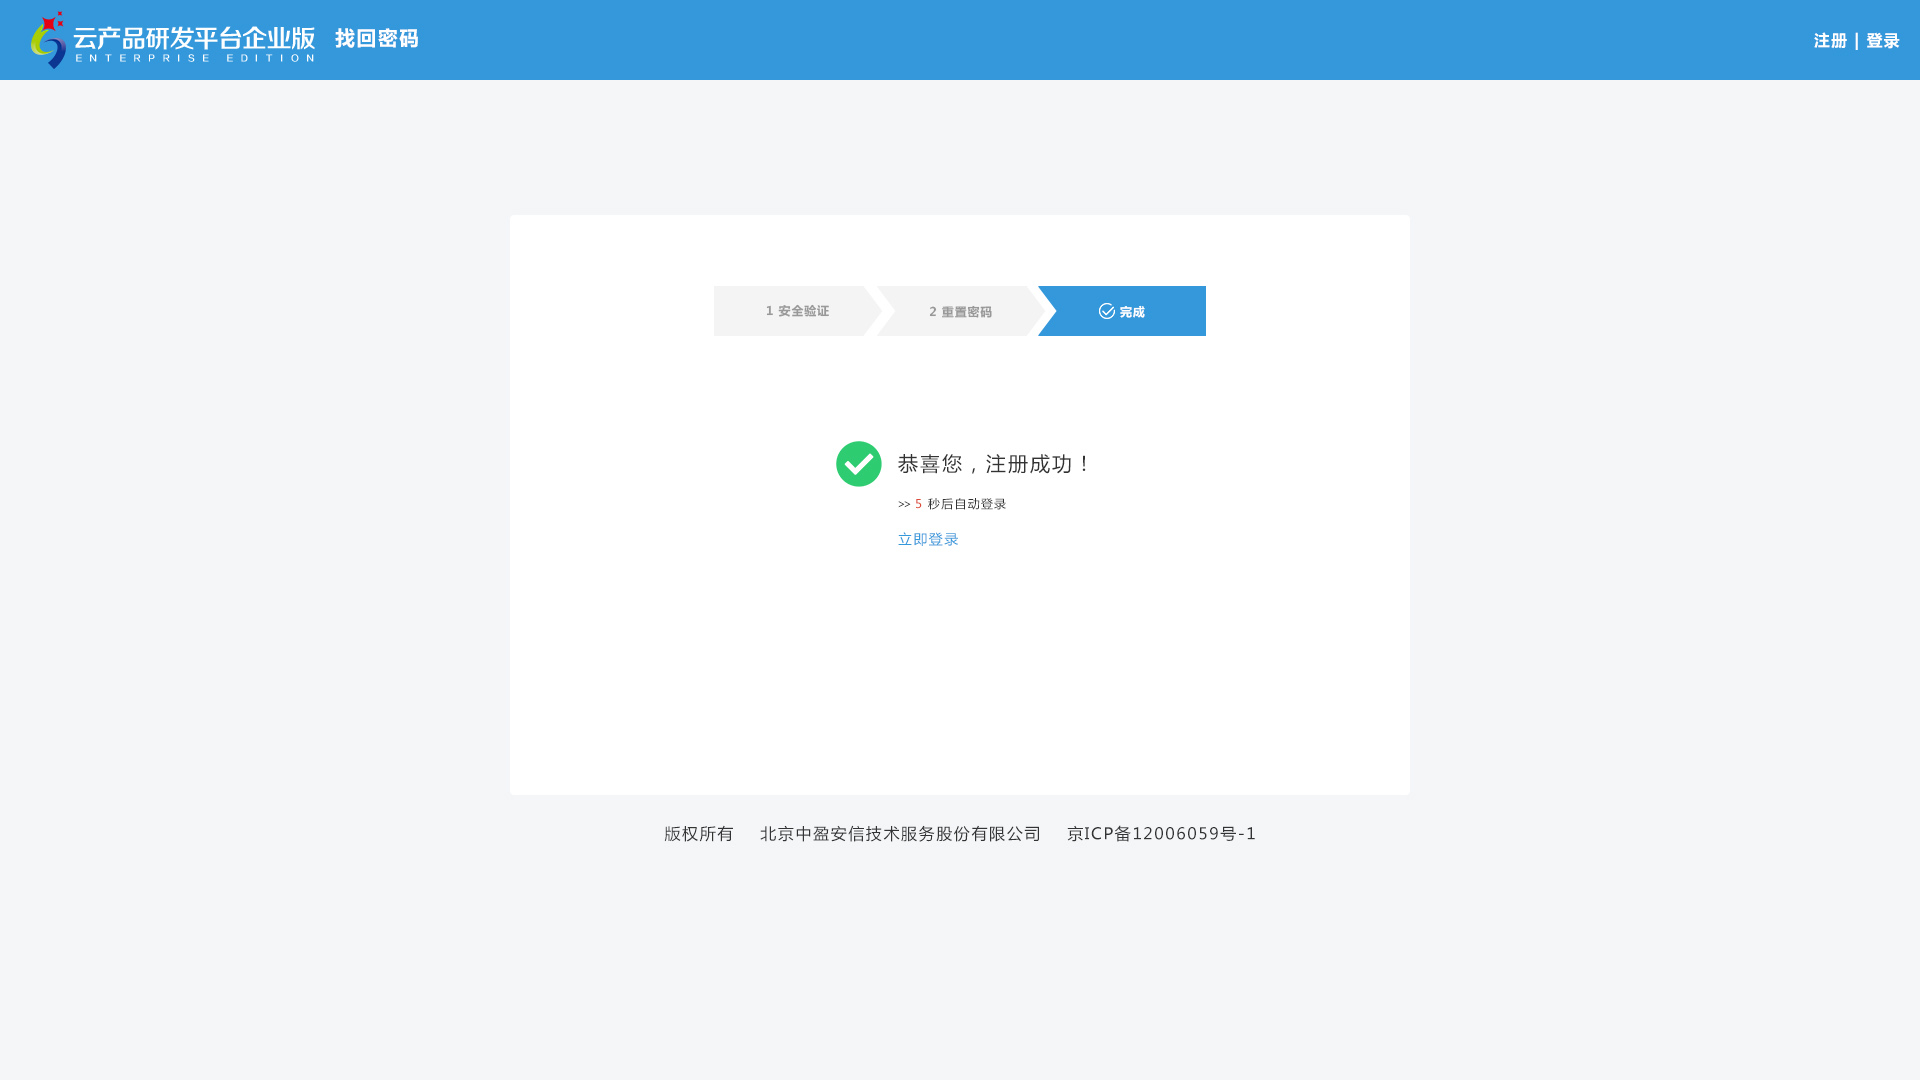 云产品研发平台企业版 找回密码 注册 | 登录
ENTERPRISE EDITION
1 安全验证 2 重置密码 完成
恭喜您，注册成功！
>> 5 秒后自动登录
立即登录
版权所有 北京中盈安信技术服务股份有限公司 京ICP备12006059号-1